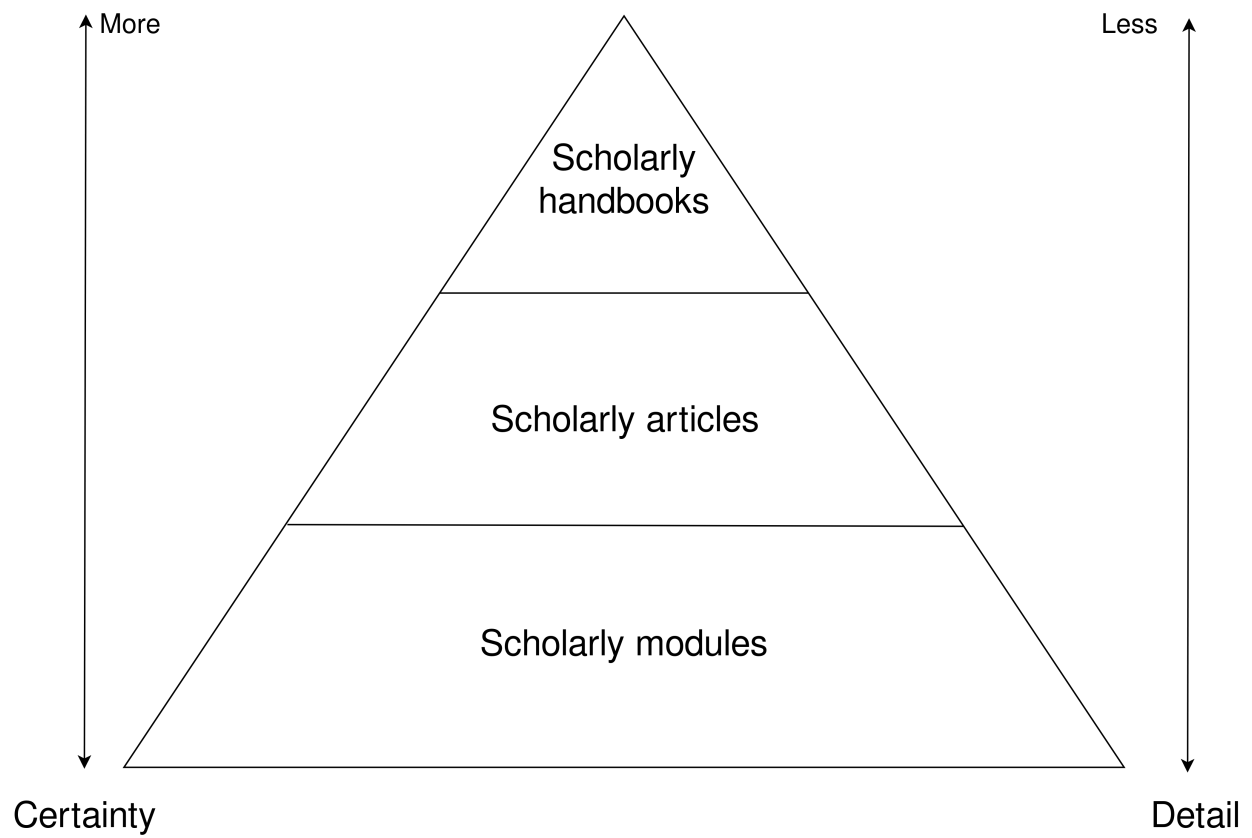 More
Less
Scholarly
handbooks
Scholarly articles
Scholarly modules
Certainty
Detail